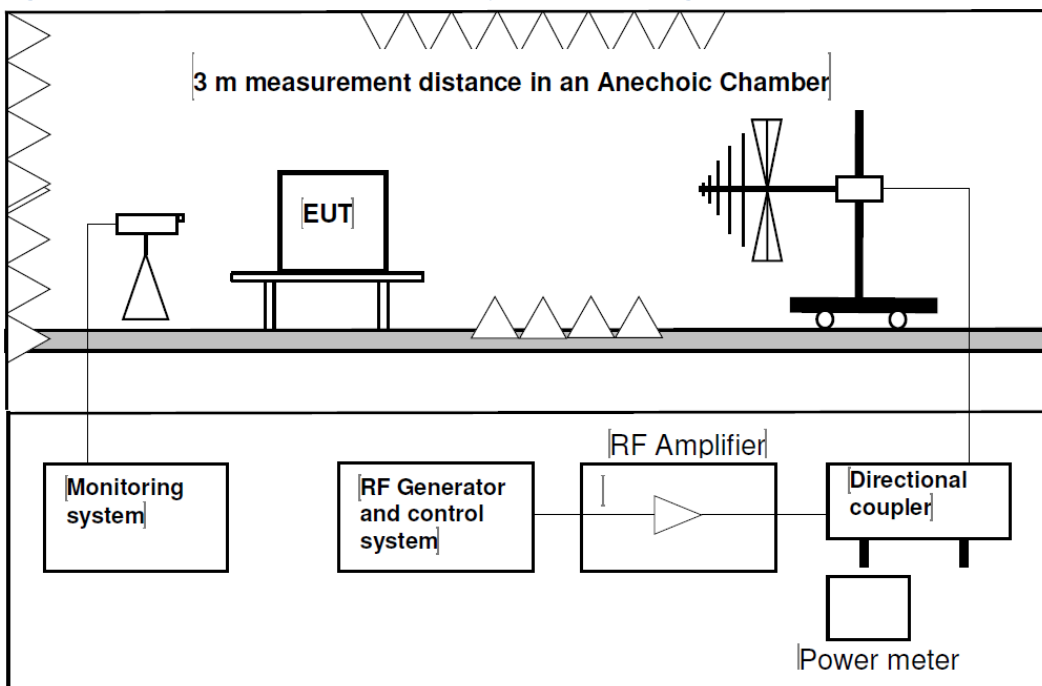 3 m measurement distance in an Anechoic Chamber
EUT
RF Amplifier
Monitoring
system
RF Generator
and control
system
Directional
coupler
Power meter